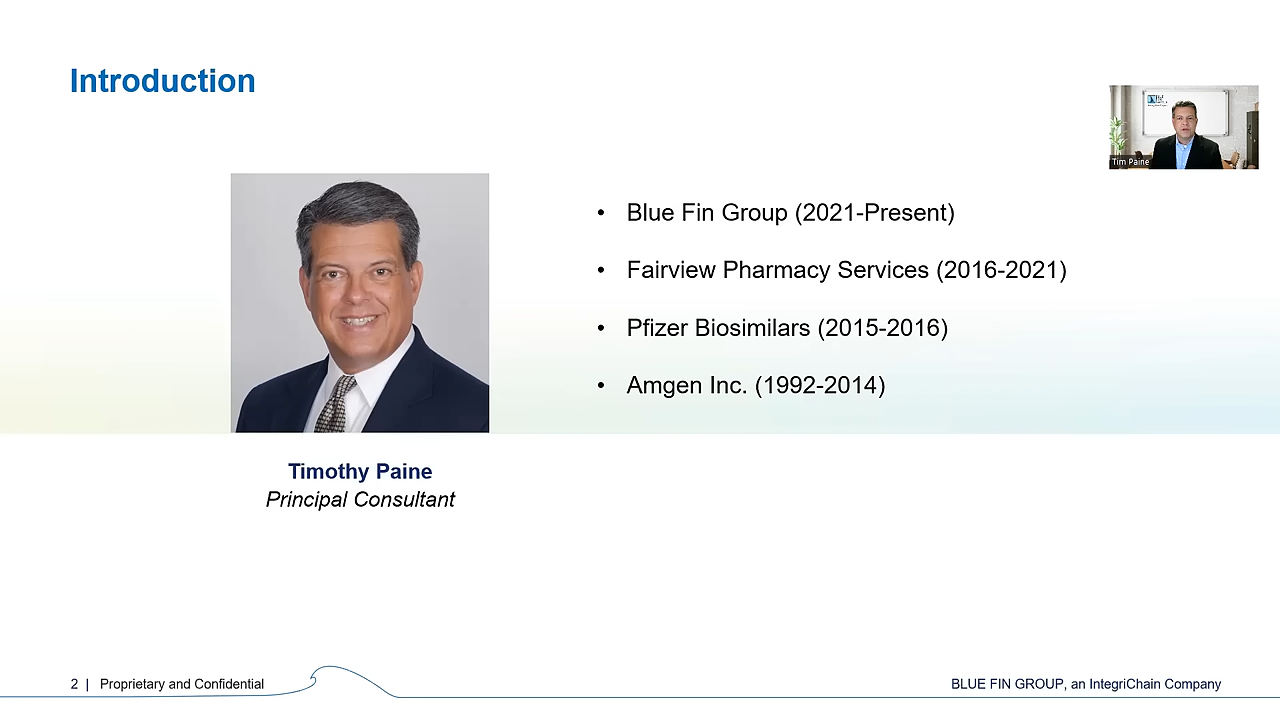 Introduction
Tim Paine
• Blue Fin Group (2021-Present)
• Fairview Pharmacy Services (2016-2021)
• Pfizer Biosimilars (2015-2016)
• Amgen Inc. (1992-2014)
Timothy Paine
Principal Consultant
2 | Proprietary and Confidential
BLUE FIN GROUP, an IntegriChain Company